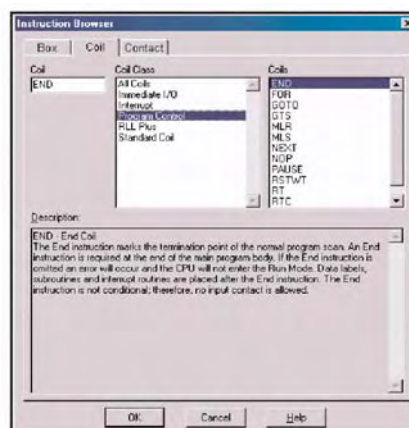 Instruction Browser
Box
Coil
Contact
Coil
Coil Class
Coils
END
All Coils
Immediate I/O
Interrupt
Program Control
RLL Plus
Standard Coil
END
FOR
GOTO
GTS
MLR
MLS
NEXT
NOP
PAUSE
RSTWT
RT
RTC
Description:
END - End Coil
The End instruction marks the termination point of the normal program scan. An End
instruction is required at the end of the main program body. If the End instruction is
omitted an error will occur and the CPU will not enter the Run Mode. Data labels,
subroutines and interrupt routines are placed after the End instruction. The End
instruction is not conditional; therefore, no input contact is allowed.
OK
Cancel
Help